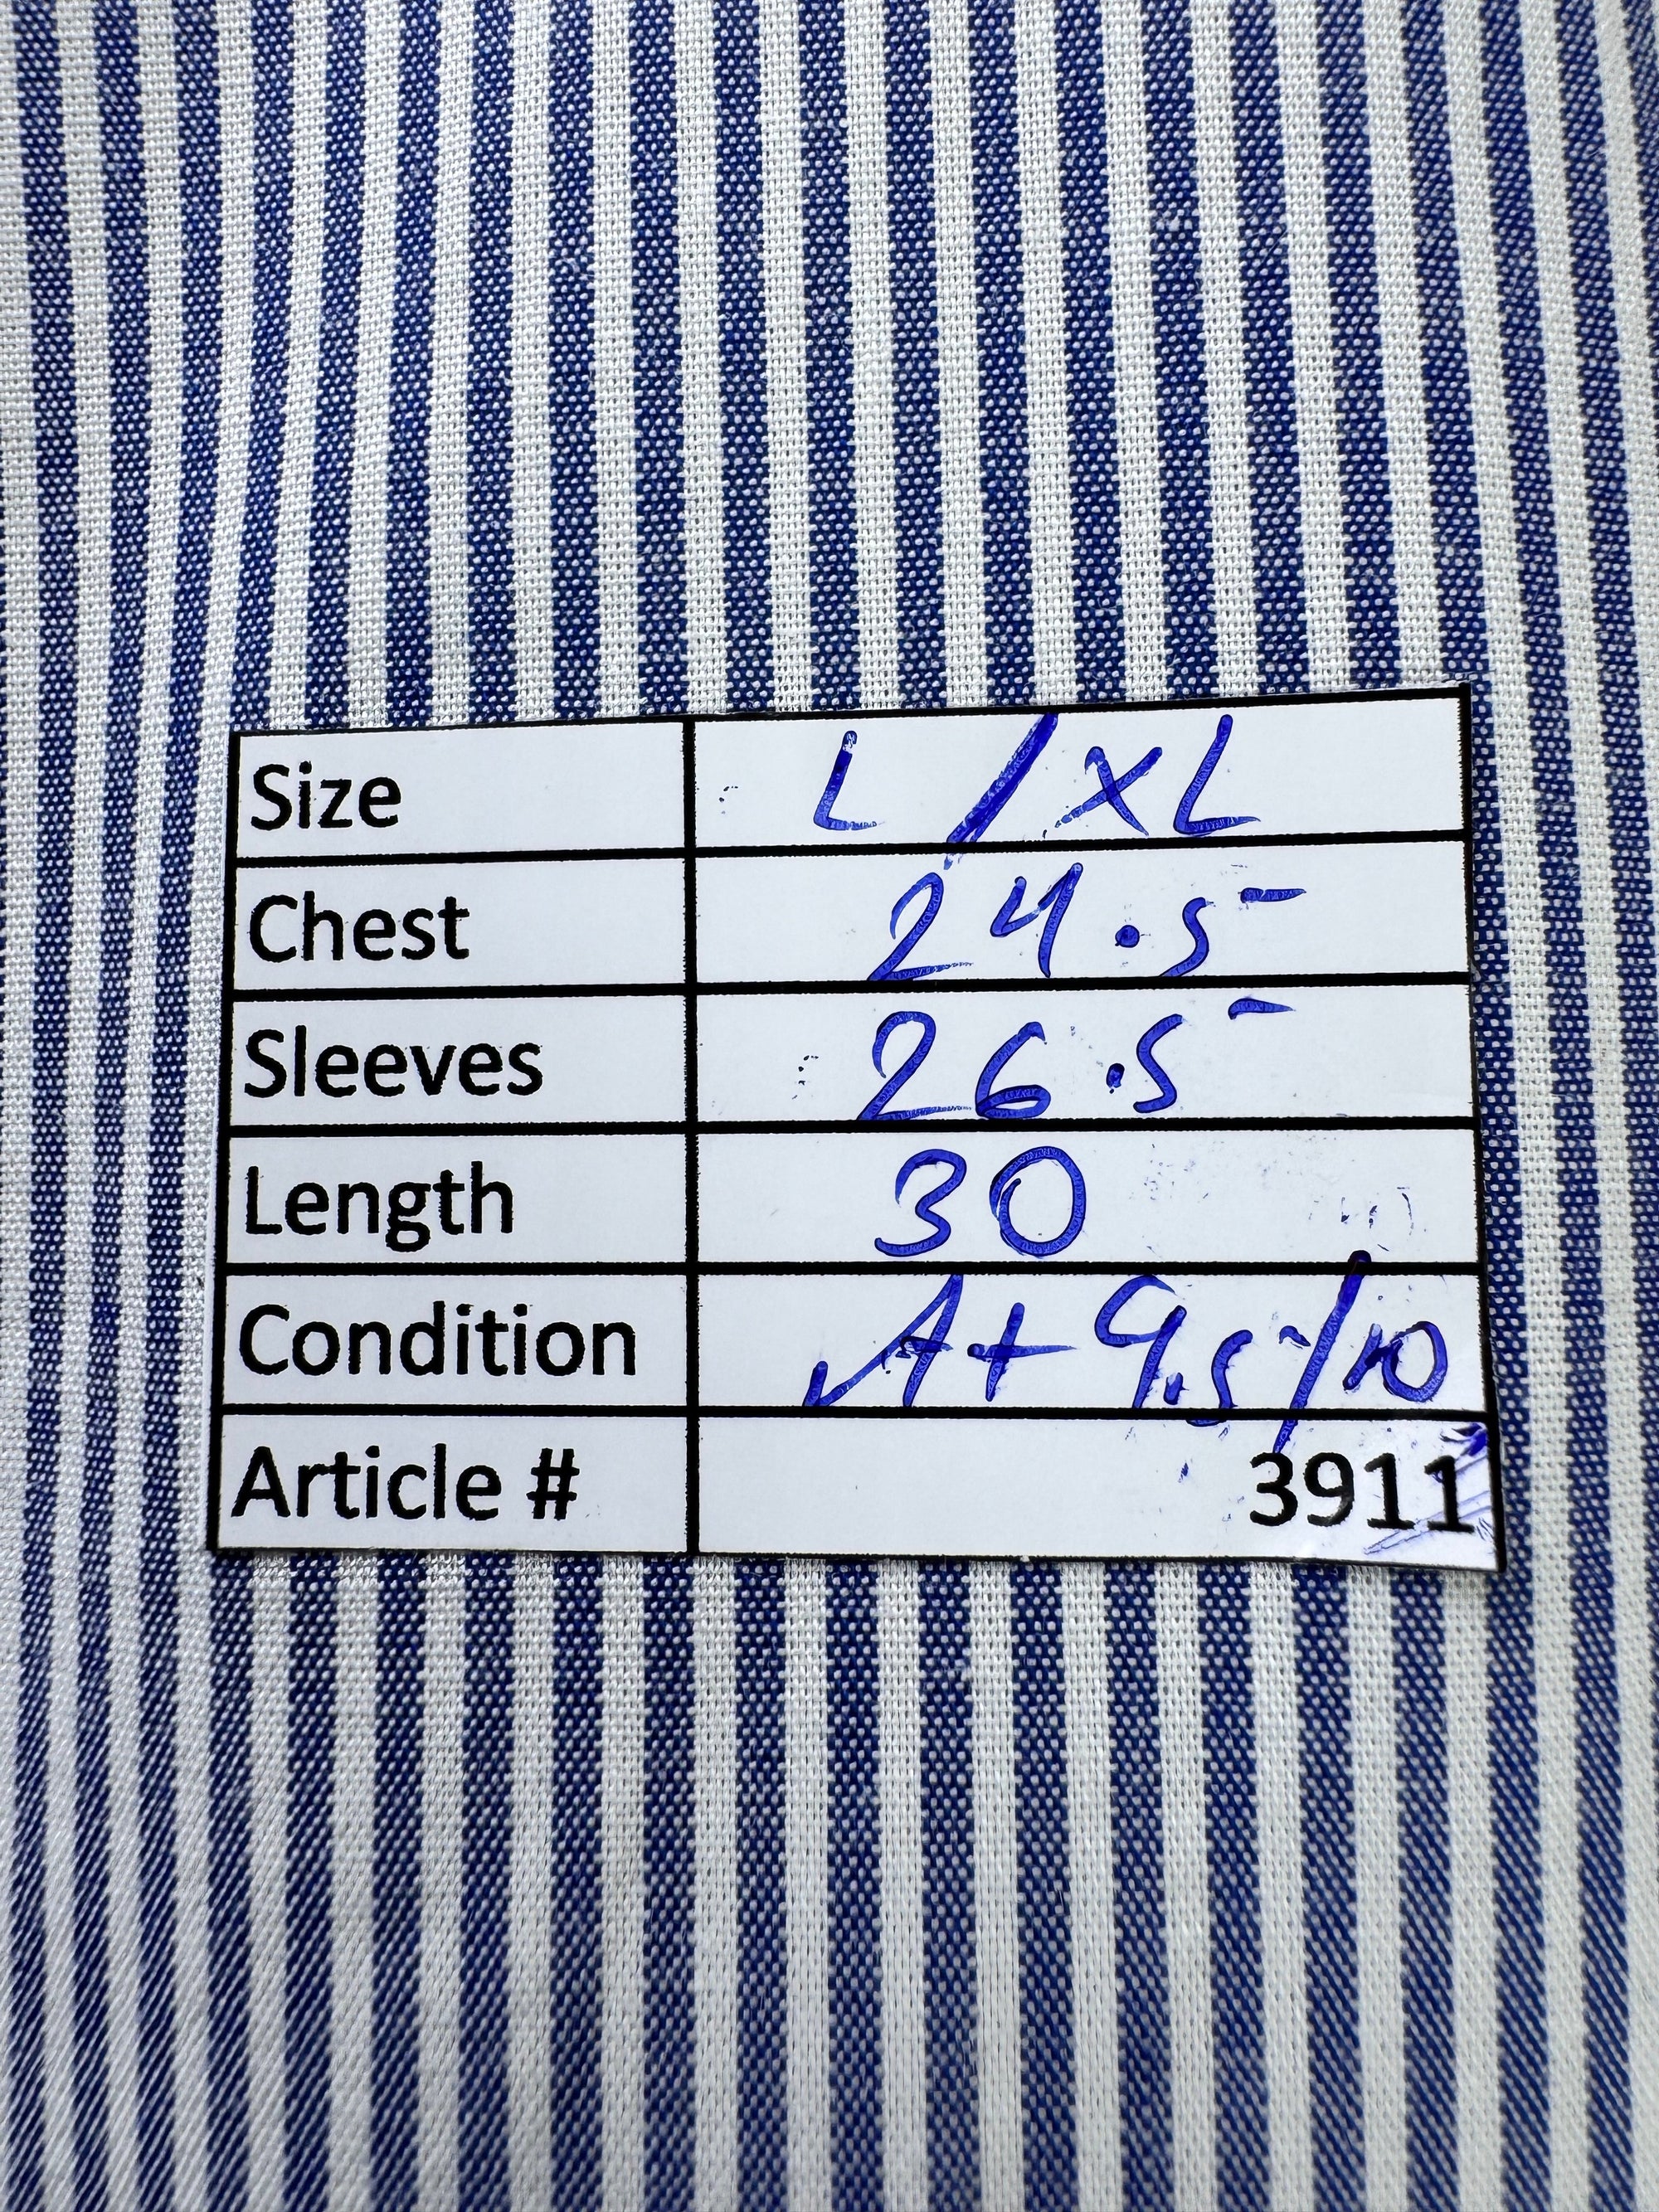 Size L/XL
Chest 24.5
Sleeves 26.5
Length 30
Condition A+ 9.5/10
Article # 3911